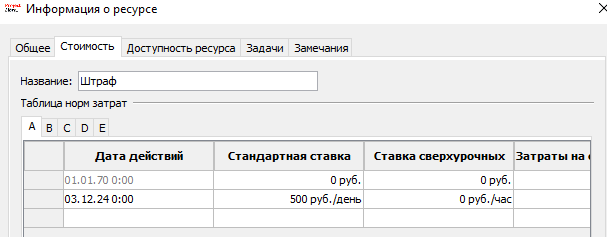 Информация о ресурсе
Общее Стоимость Доступность ресурса Задачи Замечания
Название: Штраф
Таблица норм затрат
A B C D E
Дата действий Стандартная ставка Ставка сверхурочных Затраты на
01.01.70 0:00 0 руб. 0 руб.
03.12.24 0:00 500 руб./день 0 руб./час